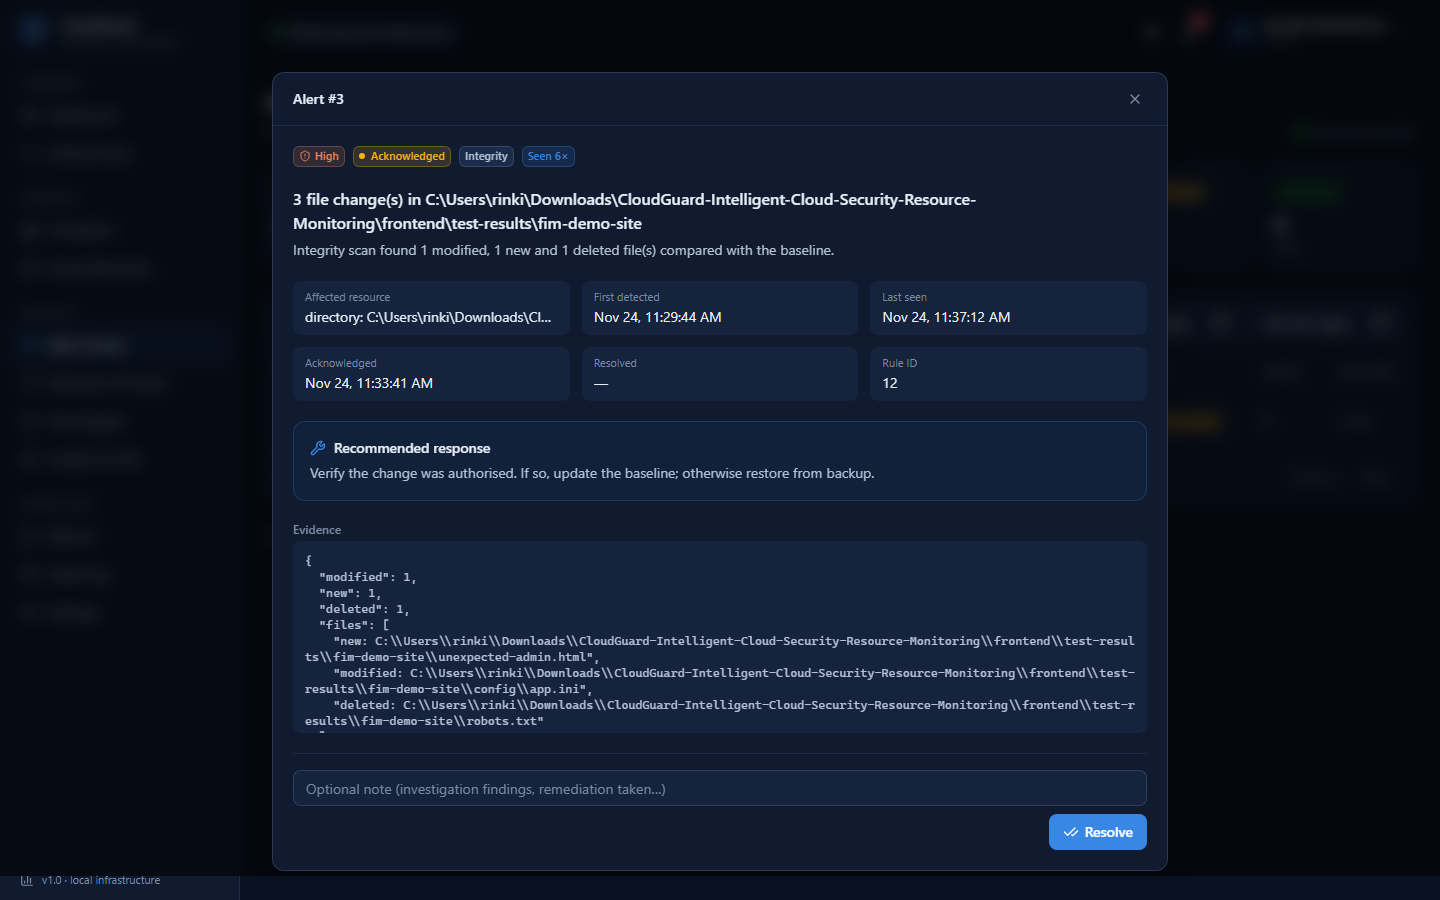 Alert #3
High
Acknowledged
Integrity
Seen 6×
3 file change(s) in C:\Users\rinki\Downloads\CloudGuard-Intelligent-Cloud-Security-Resource-
Monitoring\frontend\test-results\fim-demo-site
Integrity scan found 1 modified, 1 new and 1 deleted file(s) compared with the baseline.
Affected resource
directory: C:\Users\rinki\Downloads\Cl...
First detected
Nov 24, 11:29:44 AM
Last seen
Nov 24, 11:37:12 AM
Acknowledged
Nov 24, 11:33:41 AM
Resolved
—
Rule ID
12
Recommended response
Verify the change was authorised. If so, update the baseline; otherwise restore from backup.
Evidence
{
"modified": 1,
"new": 1,
"deleted": 1,
"files": [
"new: C:\\Users\\rinki\\Downloads\\CloudGuard-Intelligent-Cloud-Security-Resource-Monitoring\\frontend\\test-resul
ts\\fim-demo-site\\unexpected-admin.html",
"modified: C:\\Users\\rinki\\Downloads\\CloudGuard-Intelligent-Cloud-Security-Resource-Monitoring\\frontend\\test-
results\\fim-demo-site\\config\\app.ini",
"deleted: C:\\Users\\rinki\\Downloads\\CloudGuard-Intelligent-Cloud-Security-Resource-Monitoring\\frontend\\test-r
esults\\fim-demo-site\\robots.txt"
Optional note (investigation findings, remediation taken...)
Resolve
v1.0 · local infrastructure